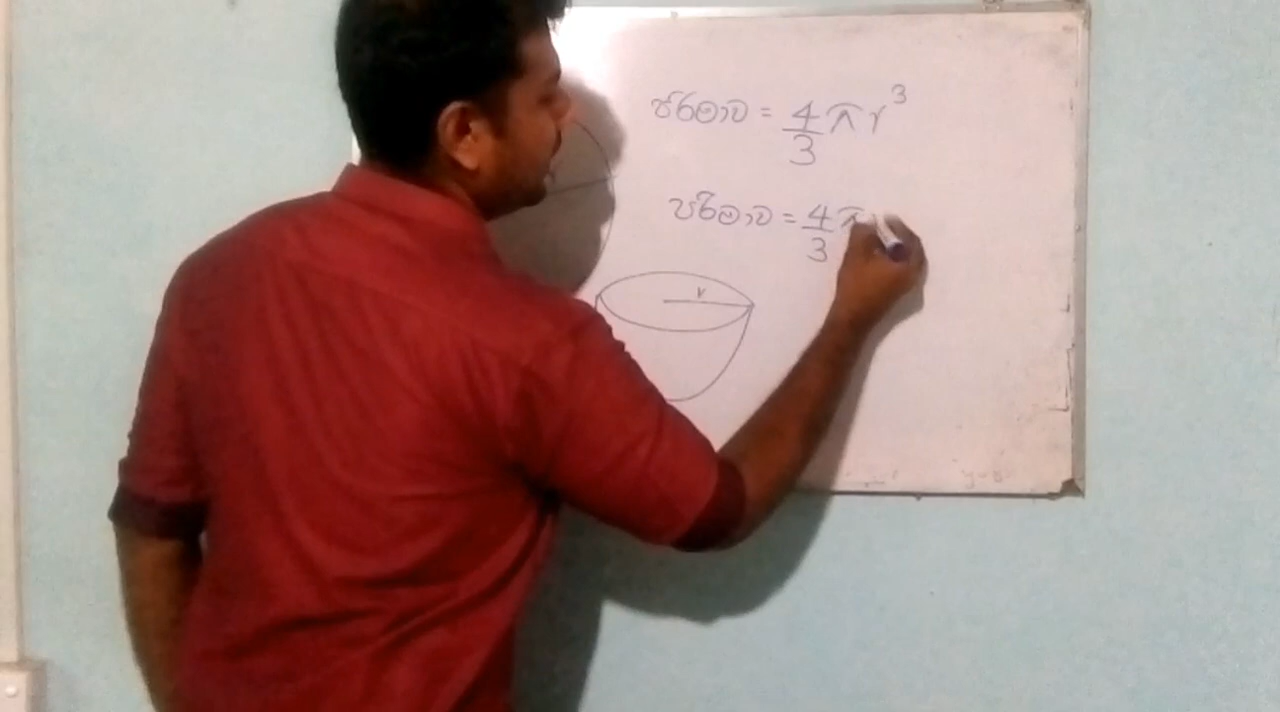 පරිමාව = 4/3 π r³
පරිමාව = 4/3 π
r